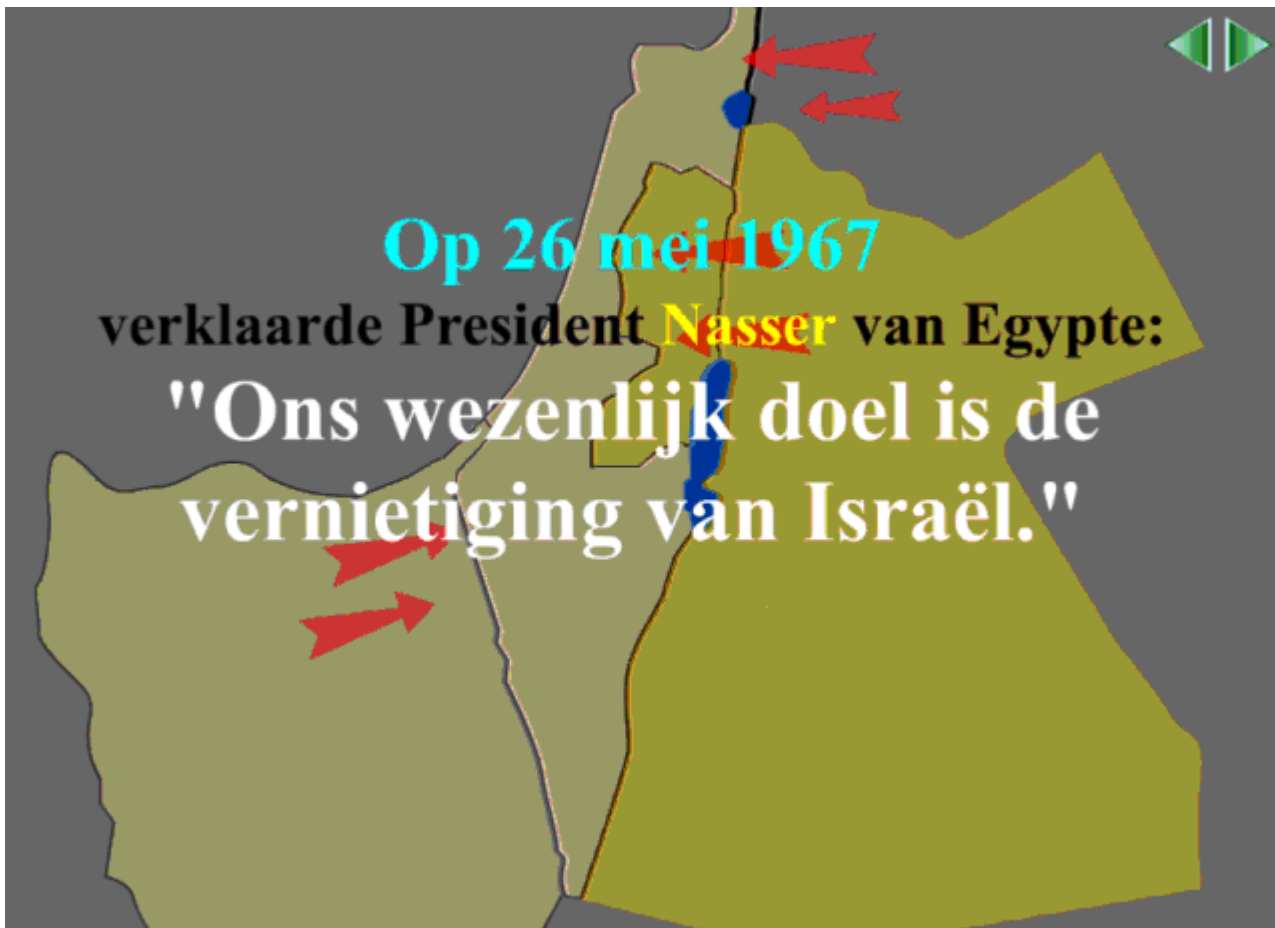 Op 26 mei 1967
verklaarde President Nasser van Egypte:
"Ons wezenlijk doel is de
vernietiging van Israël."